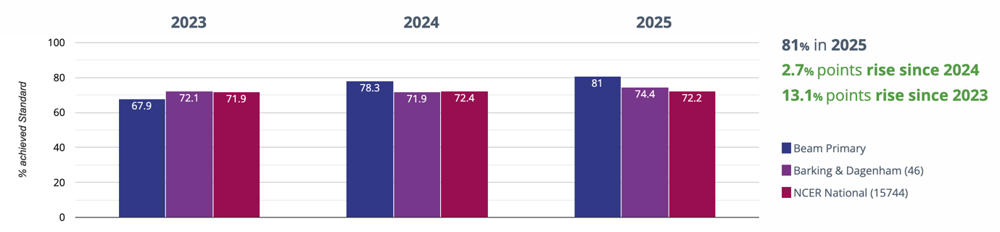 2023 2024 2025
% achieved Standard
100
80
60
40
20
0
67.9 72.1 71.9
78.3 71.9 72.4
81 74.4 72.2
81% in 2025
2.7% points rise since 2024
13.1% points rise since 2023
Beam Primary
Barking & Dagenham (46)
NCER National (15744)